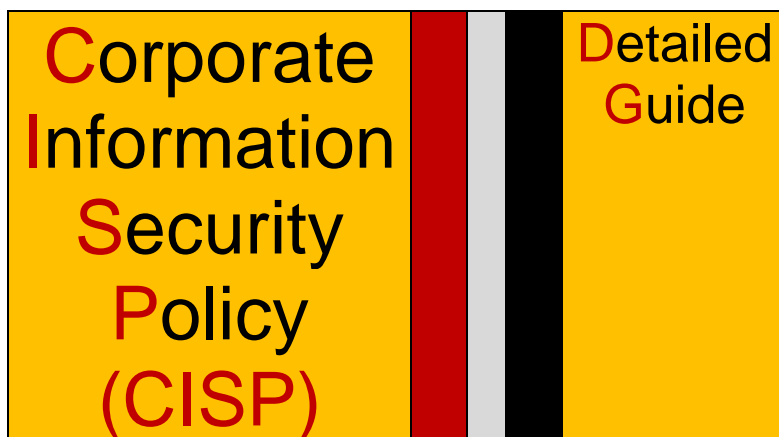 Corporate
Information
Security
Policy
(CISP)
Detailed
Guide